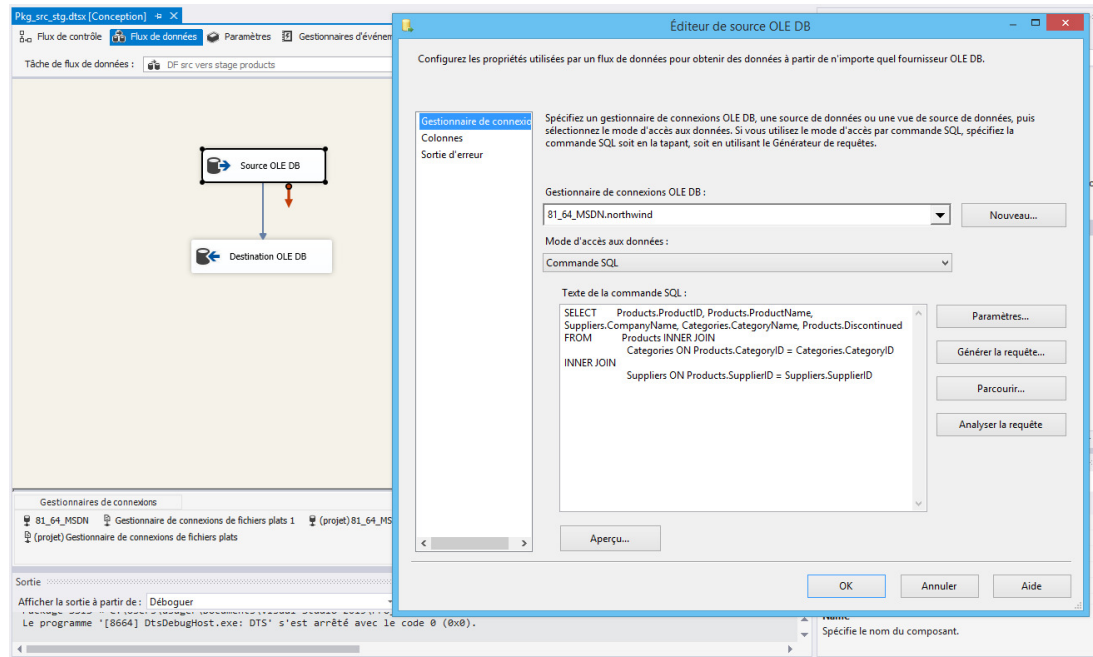 Pkg_src_stg.dtsx [Conception]
Flux de contrôle Flux de données Paramètres Gestionnaires d'événem
Tâche de flux de données : DF src vers stage products
Source OLE DB
Destination OLE DB
Gestionnaires de connexions
81_64_MSDN Gestionnaire de connexions de fichiers plats 1 (projet) 81_64_MS
(projet) Gestionnaire de connexions de fichiers plats
Sortie
Afficher la sortie à partir de : Déboguer
Le programme '[8664] DtsDebugHost.exe: DTS' s'est arrêté avec le code 0 (0x0).
Éditeur de source OLE DB
Configurez les propriétés utilisées par un flux de données pour obtenir des données à partir de n'importe quel fournisseur OLE DB.
Gestionnaire de connexio
Colonnes
Sortie d'erreur
Spécifiez un gestionnaire de connexions OLE DB, une source de données ou une vue de source de données, puis
sélectionnez le mode d'accès aux données. Si vous utilisez le mode d'accès par commande SQL, spécifiez la
commande SQL soit en la tapant, soit en utilisant le Générateur de requêtes.
Gestionnaire de connexions OLE DB :
81_64_MSDN.northwind
Nouveau...
Mode d'accès aux données :
Commande SQL
Texte de la commande SQL :
SELECT Products.ProductID, Products.ProductName,
Suppliers.CompanyName, Categories.CategoryName, Products.Discontinued
FROM Products INNER JOIN
Categories ON Products.CategoryID = Categories.CategoryID
INNER JOIN
Suppliers ON Products.SupplierID = Suppliers.SupplierID
Paramètres...
Générer la requête...
Parcourir...
Analyser la requête
Aperçu...
OK
Annuler
Aide
Name
Spécifie le nom du composant.